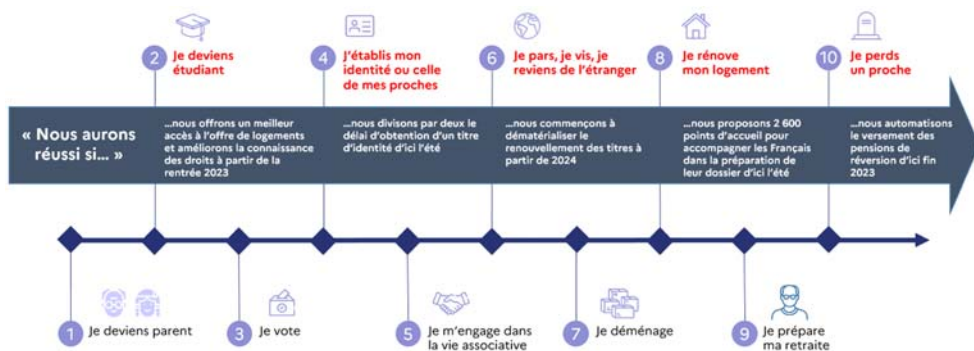 2
Je deviens
étudiant
4
J'établis mon
identité ou celle
de mes proches
6
Je pars, je vis, je
reviens de l'étranger
8
Je rénove
mon logement
10
Je perds
un proche
« Nous aurons
réussi si... »
...nous offrons un meilleur
accès à l'offre de logements
et améliorons la connaissance
des droits à partir de la
rentrée 2023
...nous divisons par deux le
délai d'obtention d'un titre
d'identité d'ici l'été
...nous commençons à
dématérialiser le
renouvellement des titres à
partir de 2024
...nous proposons 2 600
points d'accueil pour
accompagner les Français
dans la préparation de
leur dossier d'ici l'été
...nous automatisons
le versement des
pensions de
réversion d'ici fin
2023
1
Je deviens parent
3
Je vote
5
Je m'engage dans
la vie associative
7
Je déménage
9
Je prépare
ma retraite